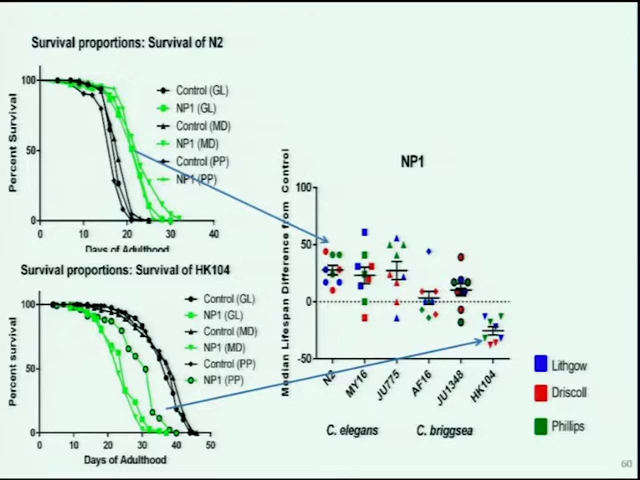 Survival proportions: Survival of N2
Percent Survival
100
50
0
0 10 20 30 40
Days of Adulthood
Control (GL)
NP1 (GL)
Control (MD)
NP1 (MD)
Control (PP)
NP1 (PP)
Survival proportions: Survival of HK104
Percent survival
100
50
0
0 10 20 30 40 50
Days of Adulthood
Control (GL)
NP1 (GL)
Control (MD)
NP1 (MD)
Control (PP)
NP1 (PP)
NP1
Median Lifespan Difference from Control
100
50
0
-50
N2 MY16 JU775 AF16 JU1348 HK104
C. elegans C. briggsea
Lithgow
Driscoll
Phillips
60